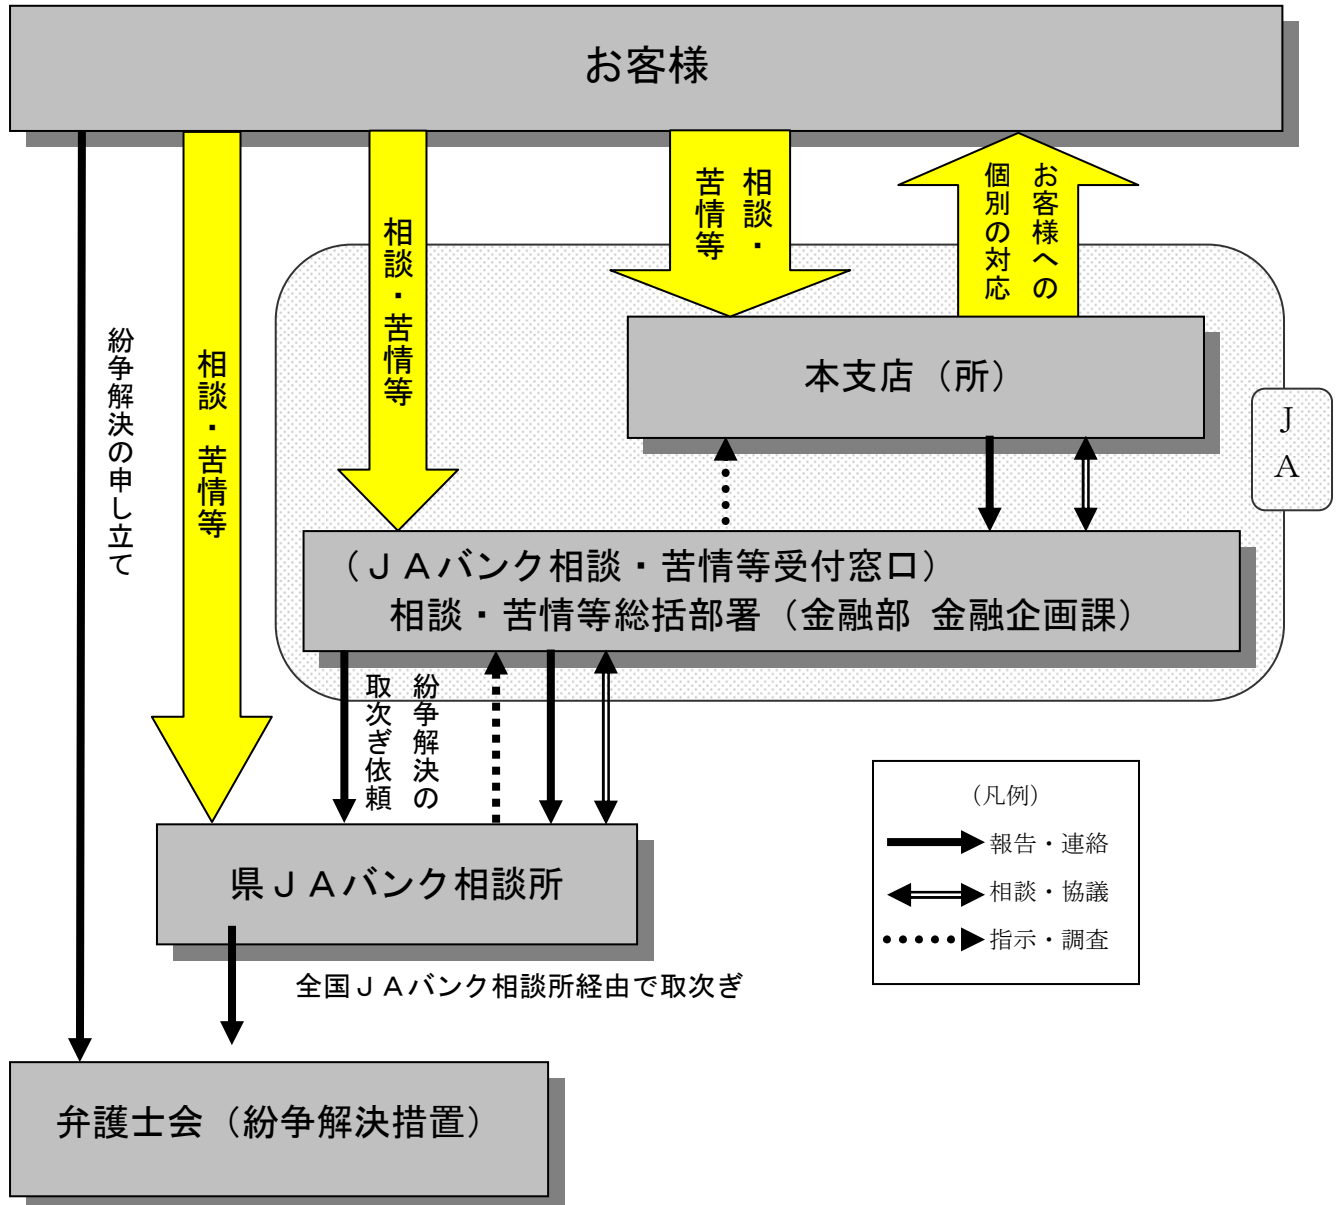 お客様
相談・
苦情等
お客様への
個別の対応
相談・苦情等
相談・苦情等
紛争解決の申し立て
本支店（所）
J
A
（ＪＡバンク相談・苦情等受付窓口）
相談・苦情等総括部署（金融部 金融企画課）
紛争解決の
取次ぎ依頼
（凡例）
報告・連絡
相談・協議
指示・調査
県ＪＡバンク相談所
全国ＪＡバンク相談所経由で取次ぎ
弁護士会（紛争解決措置）